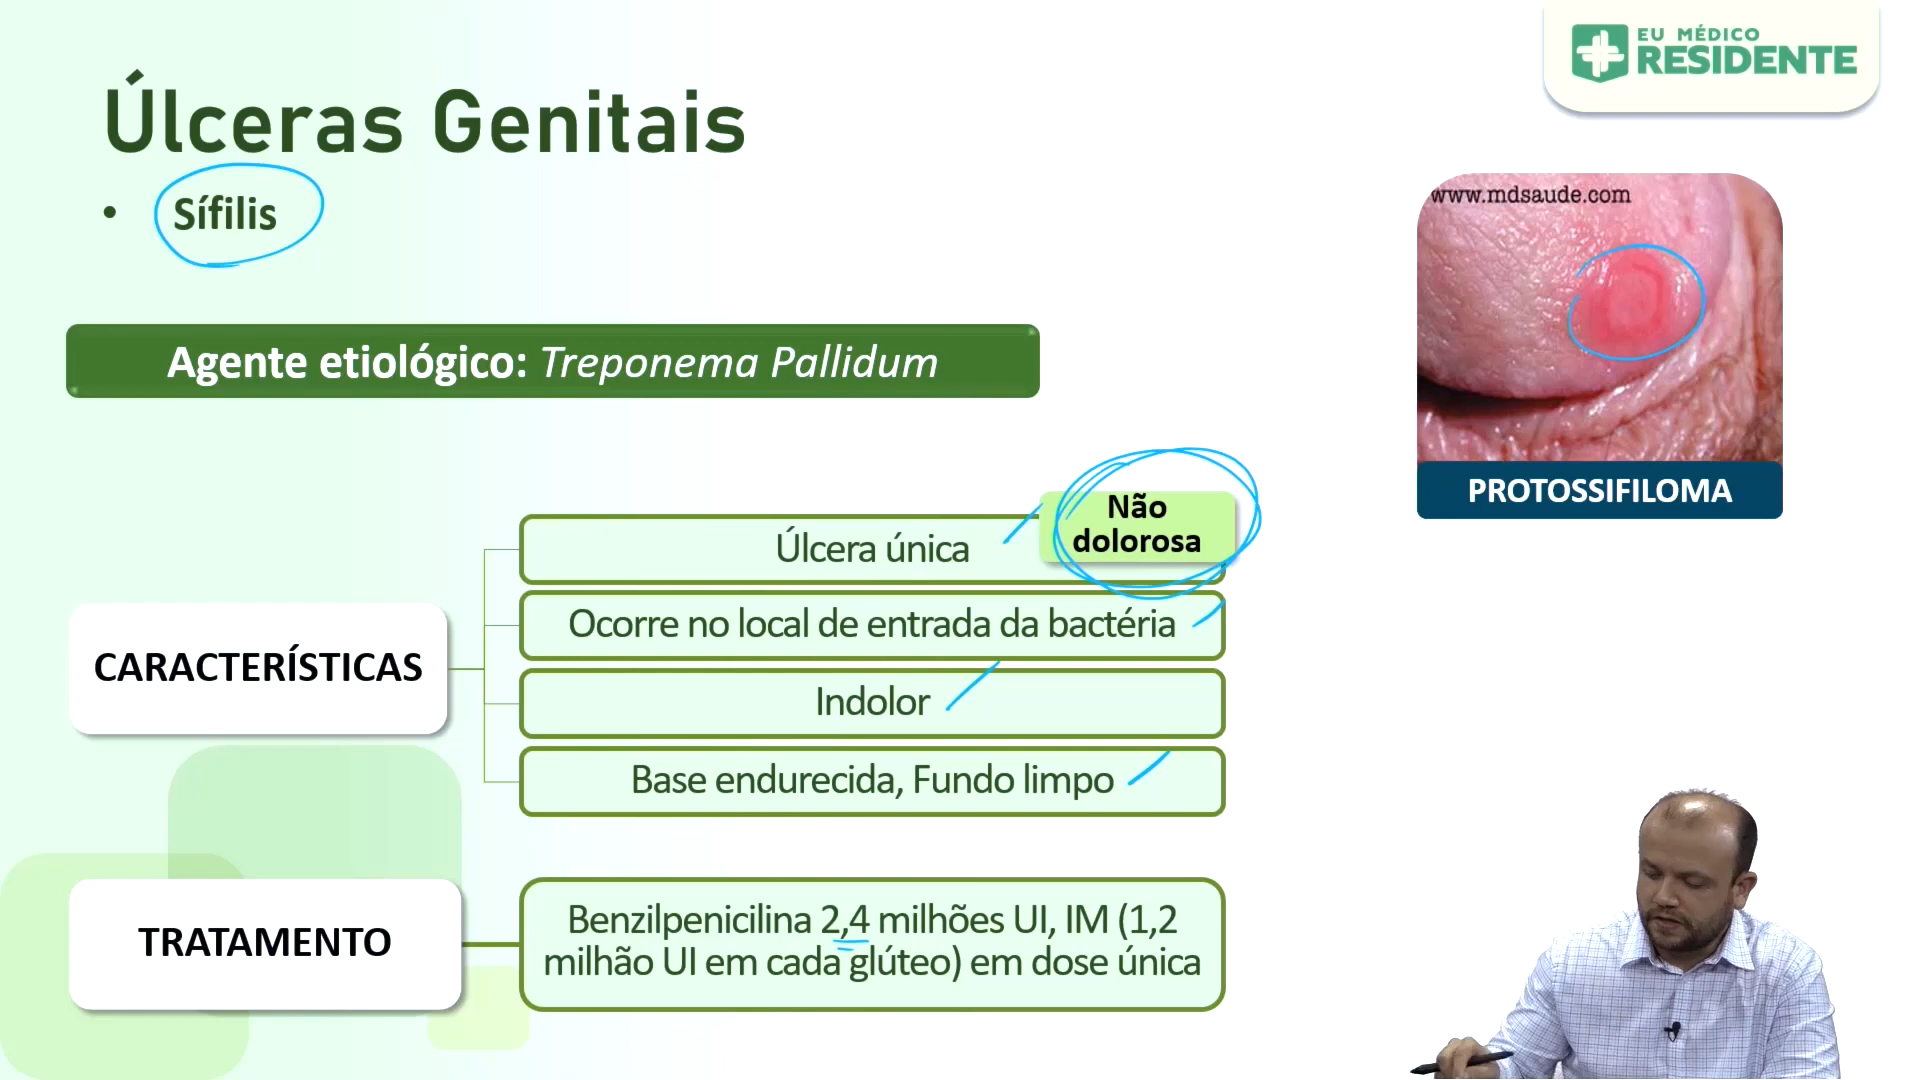 EU MÉDICO
RESIDENTE
Úlceras Genitais
• Sífilis
www.mdsaude.com
Agente etiológico: Treponema Pallidum
PROTOSSIFILOMA
Não
dolorosa
Úlcera única
Ocorre no local de entrada da bactéria
CARACTERÍSTICAS
Indolor
Base endurecida, Fundo limpo
TRATAMENTO
Benzilpenicilina 2,4 milhões UI, IM (1,2
milhão UI em cada glúteo) em dose única